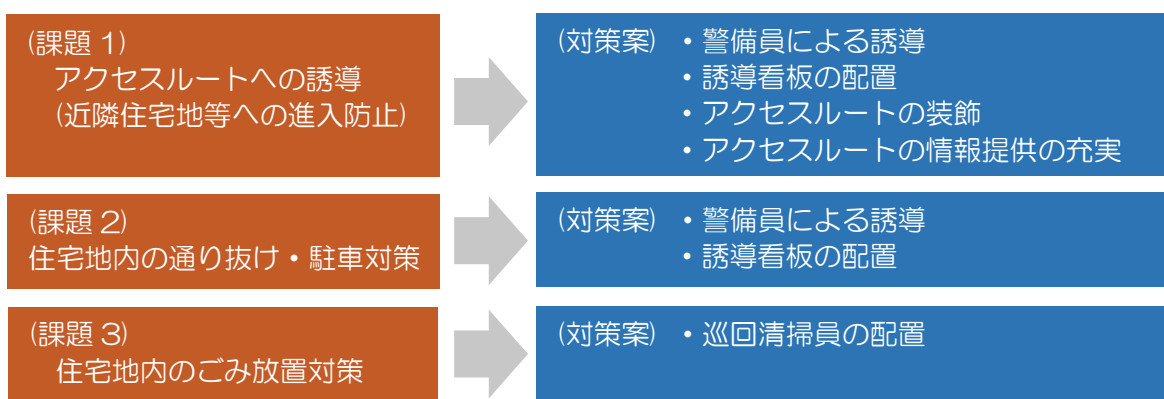 (課題 1)
アクセスルートへの誘導
(近隣住宅地等への進入防止)
(対策案) ・警備員による誘導
・誘導看板の配置
・アクセスルートの装飾
・アクセスルートの情報提供の充実
(課題 2)
住宅地内の通り抜け・駐車対策
(対策案) ・警備員による誘導
・誘導看板の配置
(課題 3)
住宅地内のごみ放置対策
(対策案) ・巡回清掃員の配置